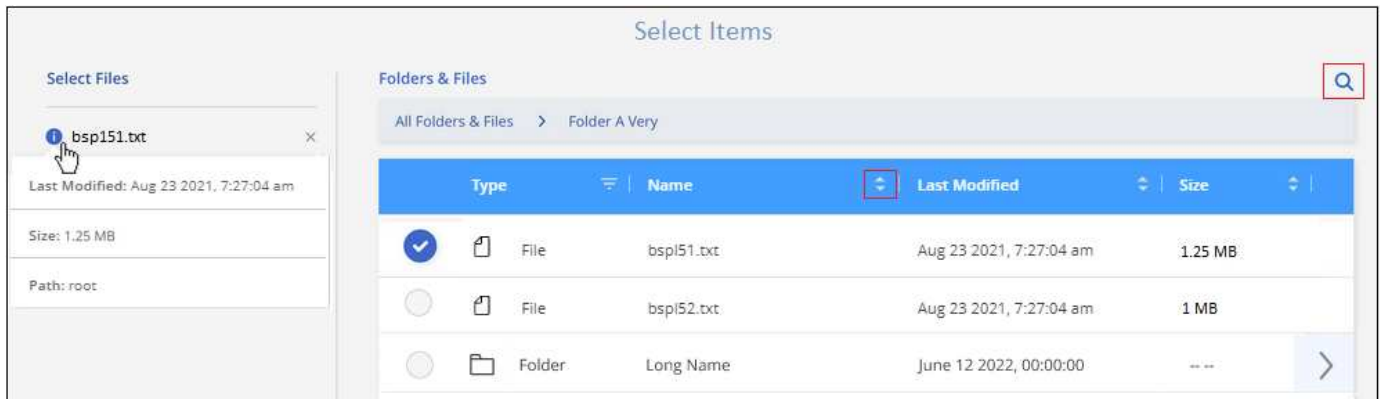 Select Items
Select Files
bsp151.txt ×
Last Modified: Aug 23 2021, 7:27:04 am
Size: 1.25 MB
Path: root
Folders & Files
All Folders & Files > Folder A Very
Type Name Last Modified Size
File bspl51.txt Aug 23 2021, 7:27:04 am 1.25 MB
File bspl52.txt Aug 23 2021, 7:27:04 am 1 MB
Folder Long Name June 12 2022, 00:00:00 -- --